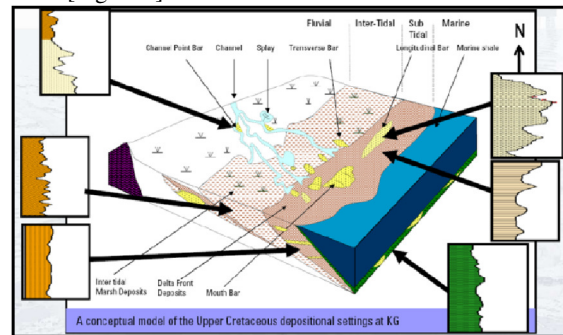 Fluvial
Inter-Tidal
Sub Tidal
Marine
Channel Point Bar
Channel
Splay
Transverse Bar
Longitudinal Bar
Marine shale
N
Inter tidal
Marsh Deposits
Delta Front
Deposits
Mouth Bar
A conceptual model of the Upper Cretaceous depositional settings at KG